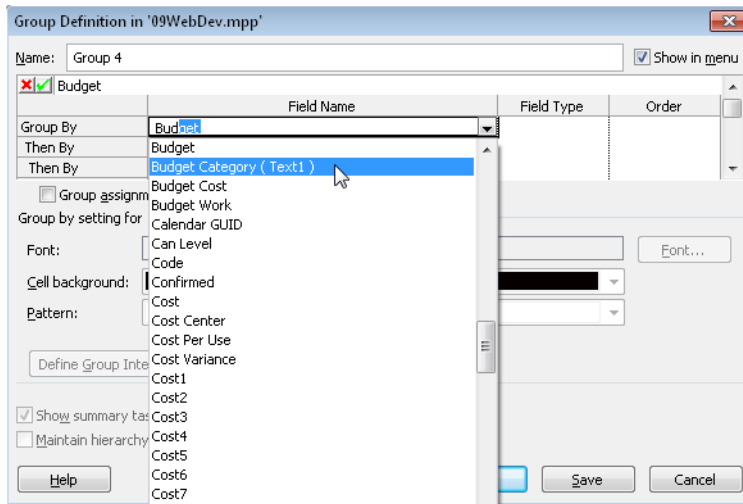 Group Definition in '09WebDev.mpp'
Name: Group 4 Show in menu
Budget
Field Name Field Type Order
Group By Budget
Then By Budget
Then By Budget Category ( Text1 )
Budget Cost
Group assignm
Budget Work
Group by setting for
Calendar GUID
Can Level
Font: Font...
Code
Cell background: Confirmed
Cost
Pattern: Cost Center
Cost Per Use
Cost Variance
Define Group Inte
Cost1
Cost2
Show summary tas
Cost3
Maintain hierarchy
Cost4
Cost5
Help Cost6 Save Cancel
Cost7